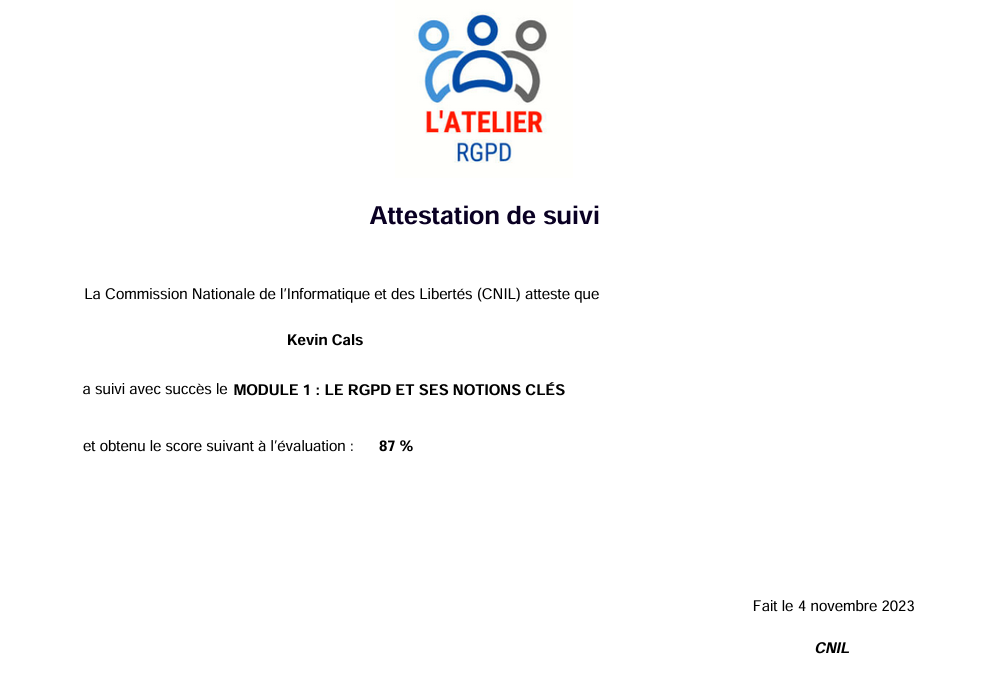 L'ATELIER
RGPD
Attestation de suivi
La Commission Nationale de l'Informatique et des Libertés (CNIL) atteste que
Kevin Cals
a suivi avec succès le MODULE 1 : LE RGPD ET SES NOTIONS CLÉS
et obtenu le score suivant à l'évaluation : 87 %
Fait le 4 novembre 2023
CNIL